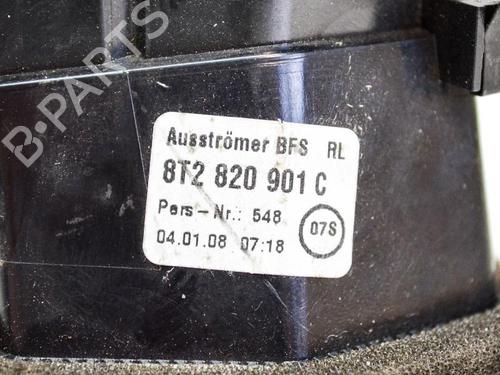 B-PARTS
Ausströmer BFS RL
8T2 820 901 C
Pers-Nr.: 548
07S
04.01.08 07:18